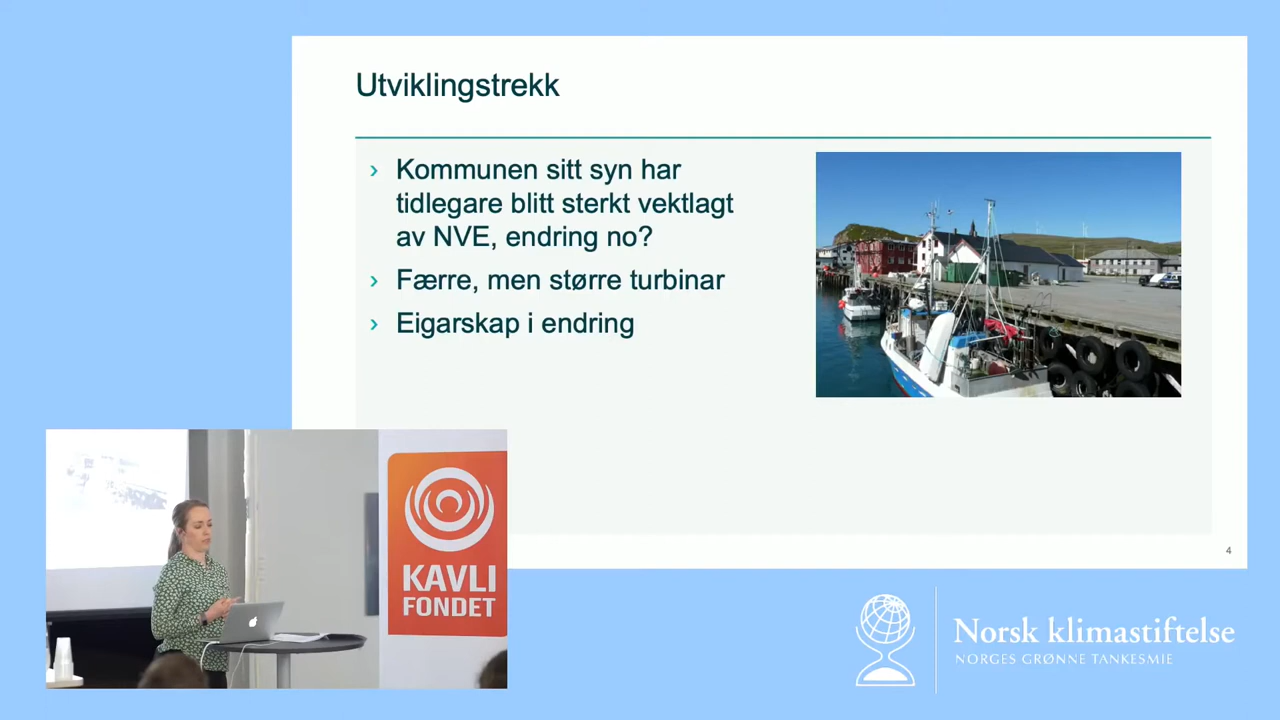 Utviklingstrekk
› Kommunen sitt syn har
tidlegare blitt sterkt vektlagt
av NVE, endring no?
› Færre, men større turbinar
› Eigarskap i endring
4
KAVLI
FONDET
Norsk klimastiftelse
NORGES GRØNNE TANKESMIE